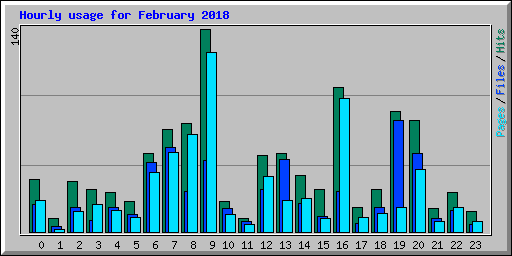 Hourly usage for February 2018
140
Pages / Files / Hits
0 1 2 3 4 5 6 7 8 9 10 11 12 13 14 15 16 17 18 19 20 21 22 23